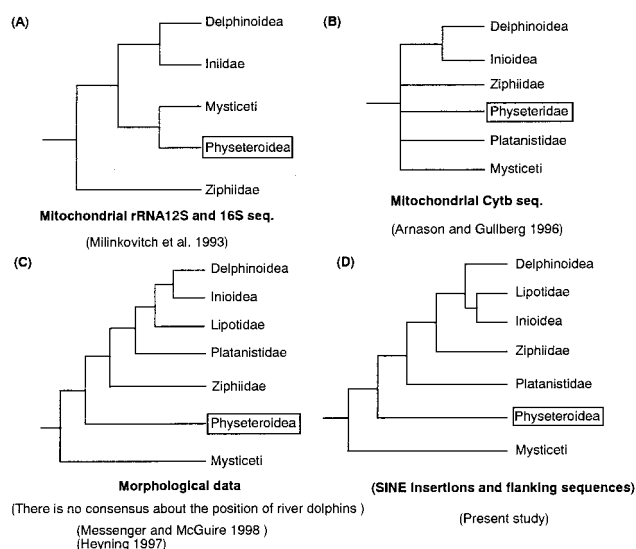 (A)
Delphinoidea
Iniidae
Mysticeti
Physeteroidea
Ziphiidae
Mitochondrial rRNA12S and 16S seq.
(Milinkovitch et al. 1993)
(B)
Delphinoidea
Inioidea
Ziphiidae
Physeteridae
Platanistidae
Mysticeti
Mitochondrial Cytb seq.
(Arnason and Gullberg 1996)
(C)
Delphinoidea
Inioidea
Lipotidae
Platanistidae
Ziphiidae
Physeteroidea
Mysticeti
Morphological data
(There is no consensus about the position of river dolphins )
(Messenger and McGuire 1998 )
(Heyning 1997)
(D)
Delphinoidea
Lipotidae
Inioidea
Ziphiidae
Platanistidae
Physeteroidea
Mysticeti
(SINE insertions and flanking sequences)
(Present study)